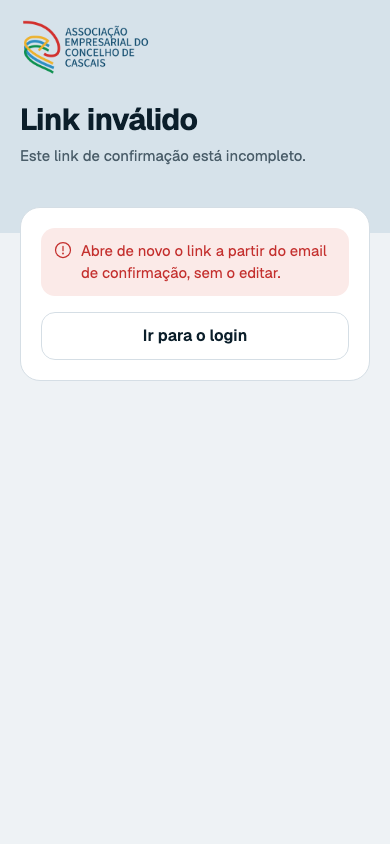 ASSOCIAÇÃO
EMPRESARIAL DO
CONCELHO DE
CASCAIS
Link inválido
Este link de confirmação está incompleto.
Abre de novo o link a partir do email
de confirmação, sem o editar.
Ir para o login